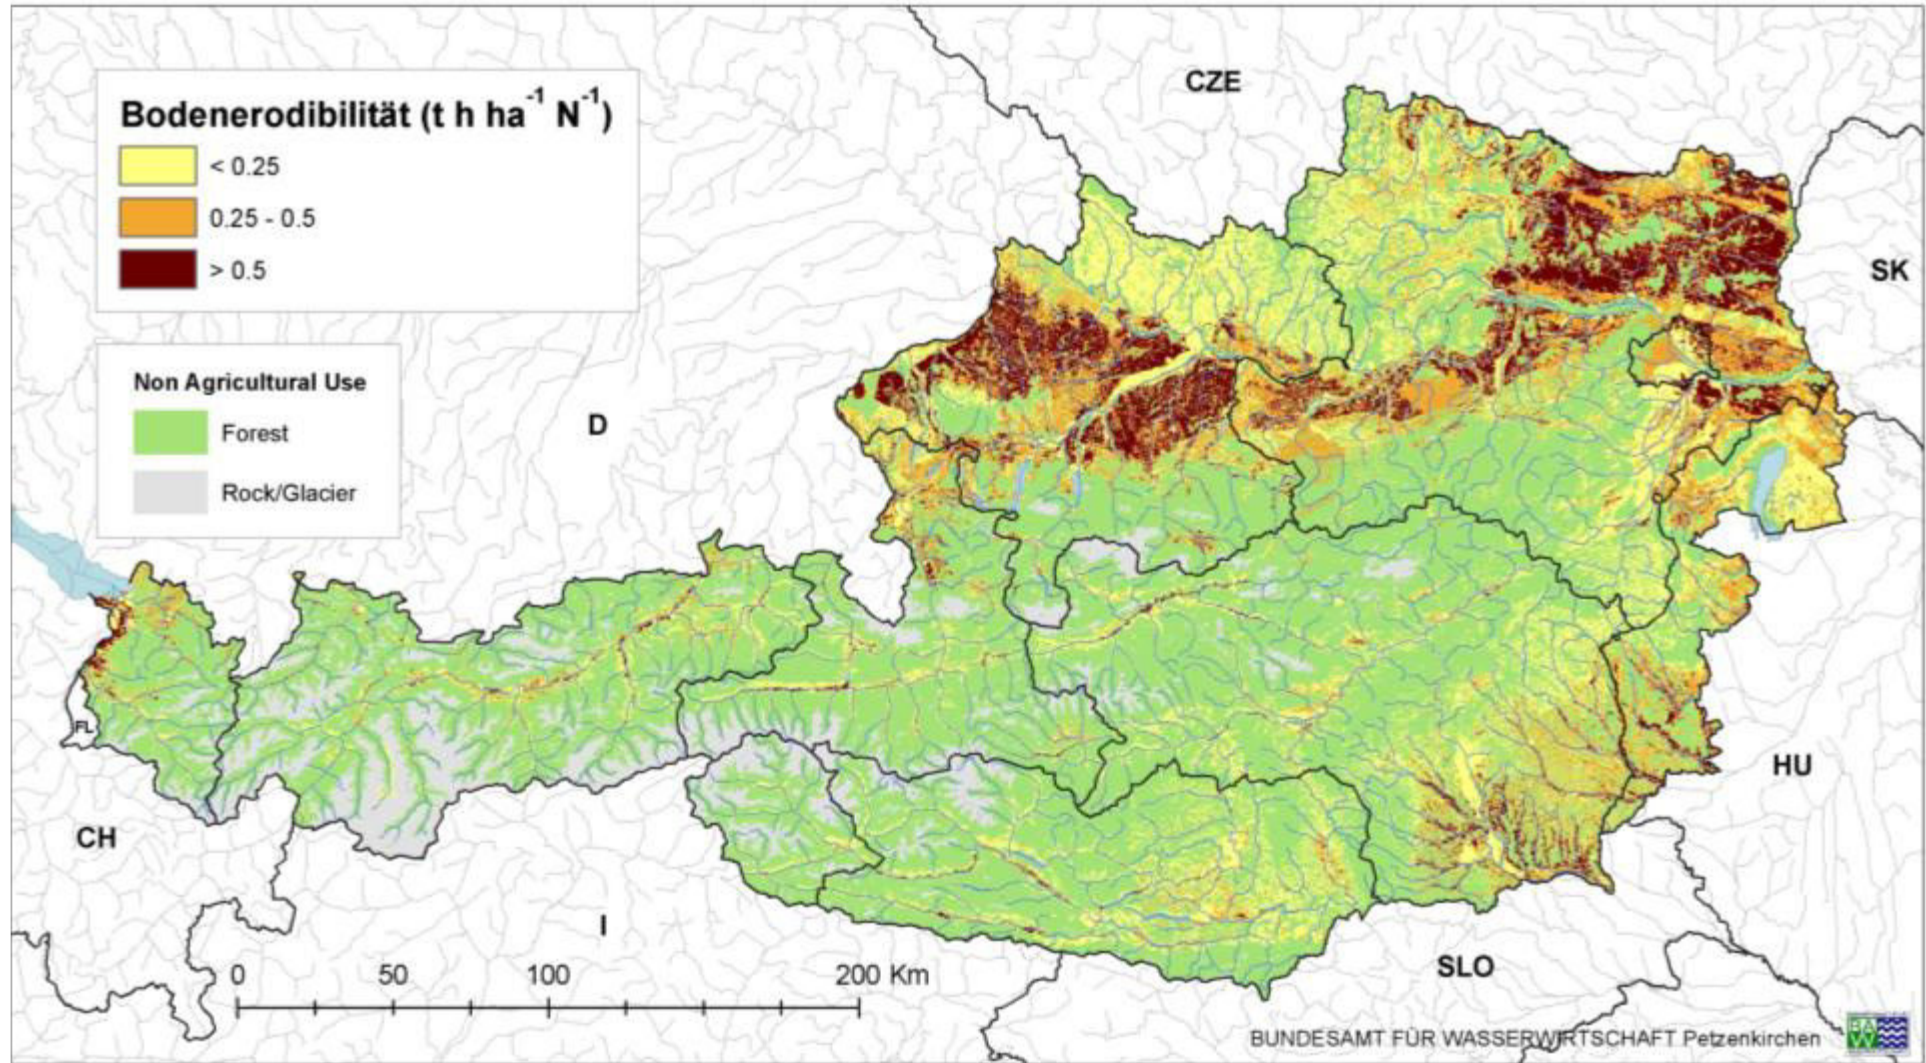 CZE
Bodenerodibilität (t h ha⁻¹ N⁻¹)
< 0.25
0.25 - 0.5
> 0.5
SK
Non Agricultural Use
Forest
Rock/Glacier
D
FL
HU
CH
I
SLO
0 50 100 200 Km
BUNDESAMT FÜR WASSERWIRTSCHAFT Petzenkirchen
BAW